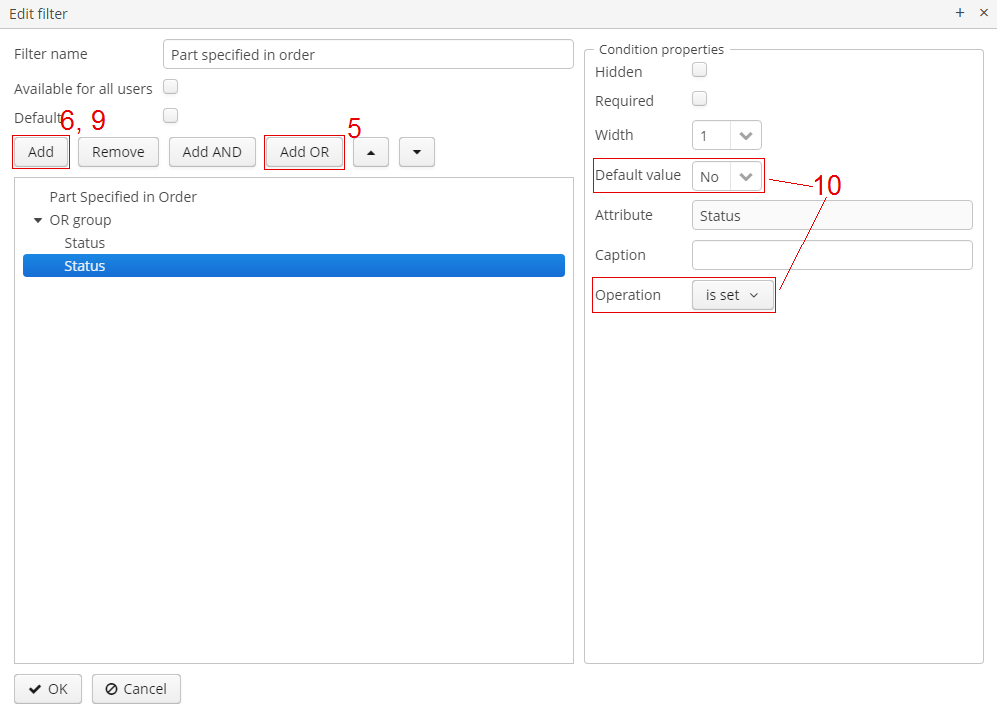 Edit filter
Filter name Part specified in order
Available for all users
Default
6, 9
5
Add Remove Add AND Add OR
Part Specified in Order
OR group
Status
Status
OK Cancel
Condition properties
Hidden
Required
Width 1
Default value No
10
Attribute Status
Caption
Operation is set